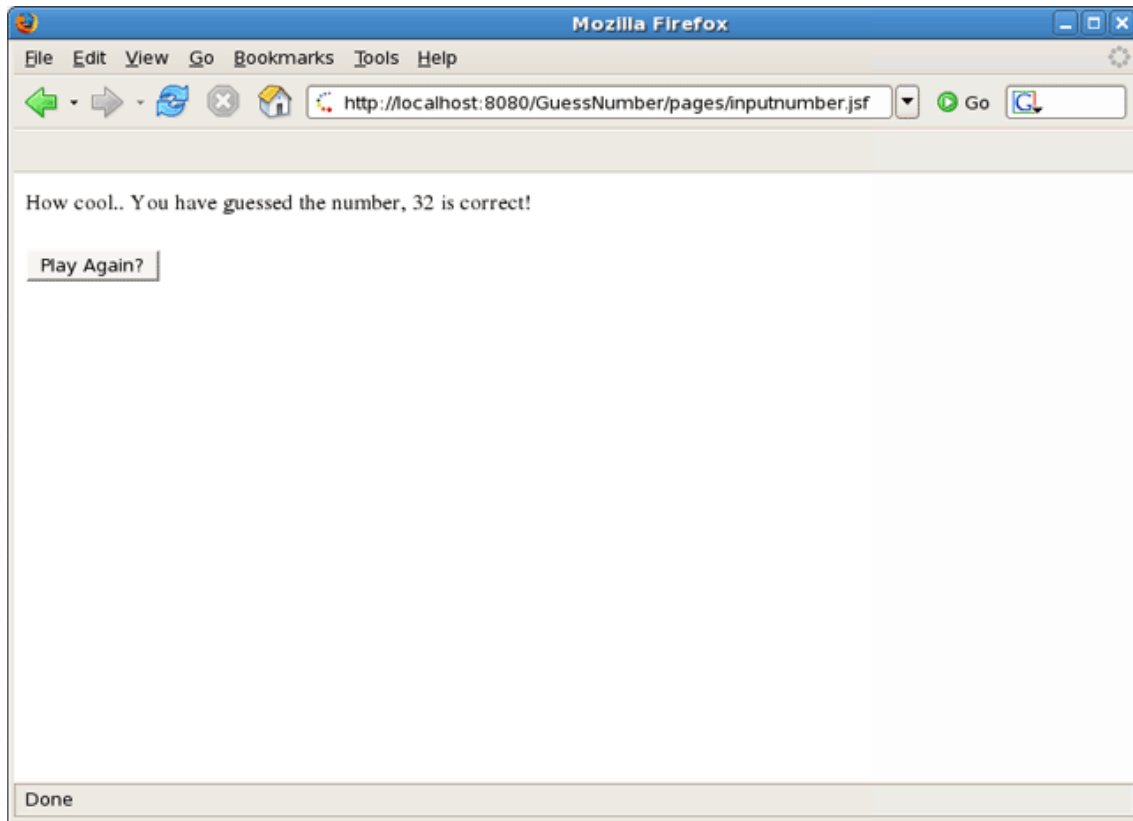 Mozilla Firefox
File Edit View Go Bookmarks Tools Help
http://localhost:8080/GuessNumber/pages/inputnumber.jsf Go G
How cool.. You have guessed the number, 32 is correct!
Play Again?
Done